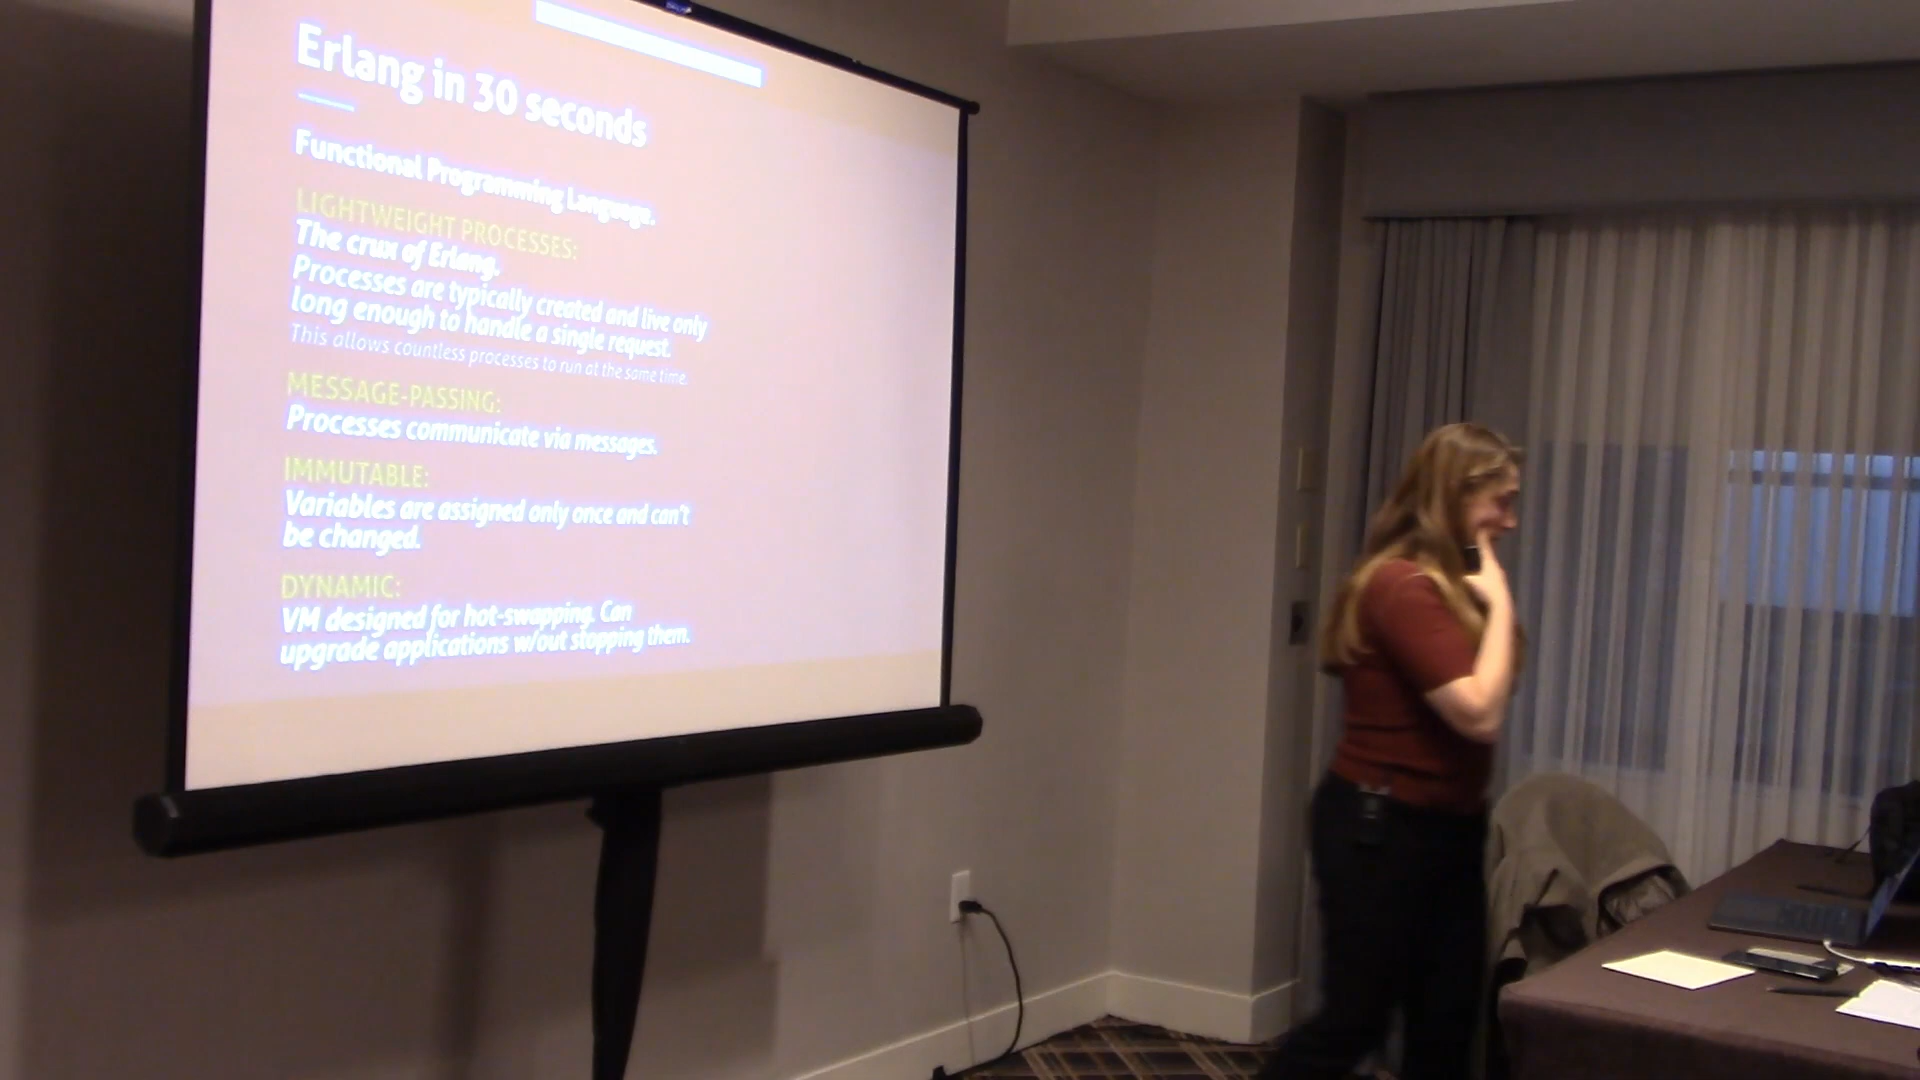 Erlang in 30 seconds
Functional Programming Language.
LIGHTWEIGHT PROCESSES:
The crux of Erlang.
Processes are typically created and live only
long enough to handle a single request.
This allows countless processes to run at the same time.
MESSAGE-PASSING:
Processes communicate via messages.
IMMUTABLE:
Variables are assigned only once and can't
be changed.
DYNAMIC:
VM designed for hot-swapping. Can
upgrade applications w/out stopping them.